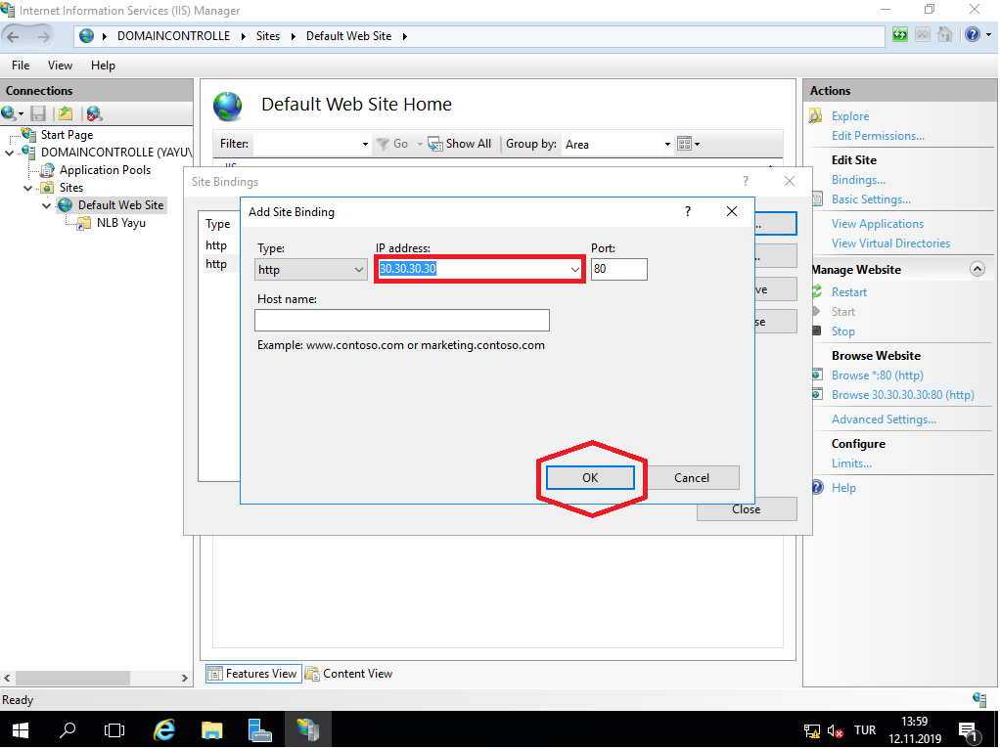 Internet Information Services (IIS) Manager
DOMAINCONTROLLE Sites Default Web Site
File View Help
Connections
Start Page
DOMAINCONTROLLE (YAYU\
Application Pools
Sites
Default Web Site
NLB Yayu
Default Web Site Home
Filter: Go Show All Group by: Area
IIS
Site Bindings ?
Type
http
http
...
..
ve
se
Close
Add Site Binding ?
Type: IP address: Port:
http 30.30.30.30 80
Host name:
Example: www.contoso.com or marketing.contoso.com
OK Cancel
Features View Content View
Actions
Explore
Edit Permissions...
Edit Site
Bindings...
Basic Settings...
View Applications
View Virtual Directories
Manage Website
Restart
Start
Stop
Browse Website
Browse *:80 (http)
Browse 30.30.30.30:80 (http)
Advanced Settings...
Configure
Limits...
Help
Ready
TUR 13:59
12.11.2019
1